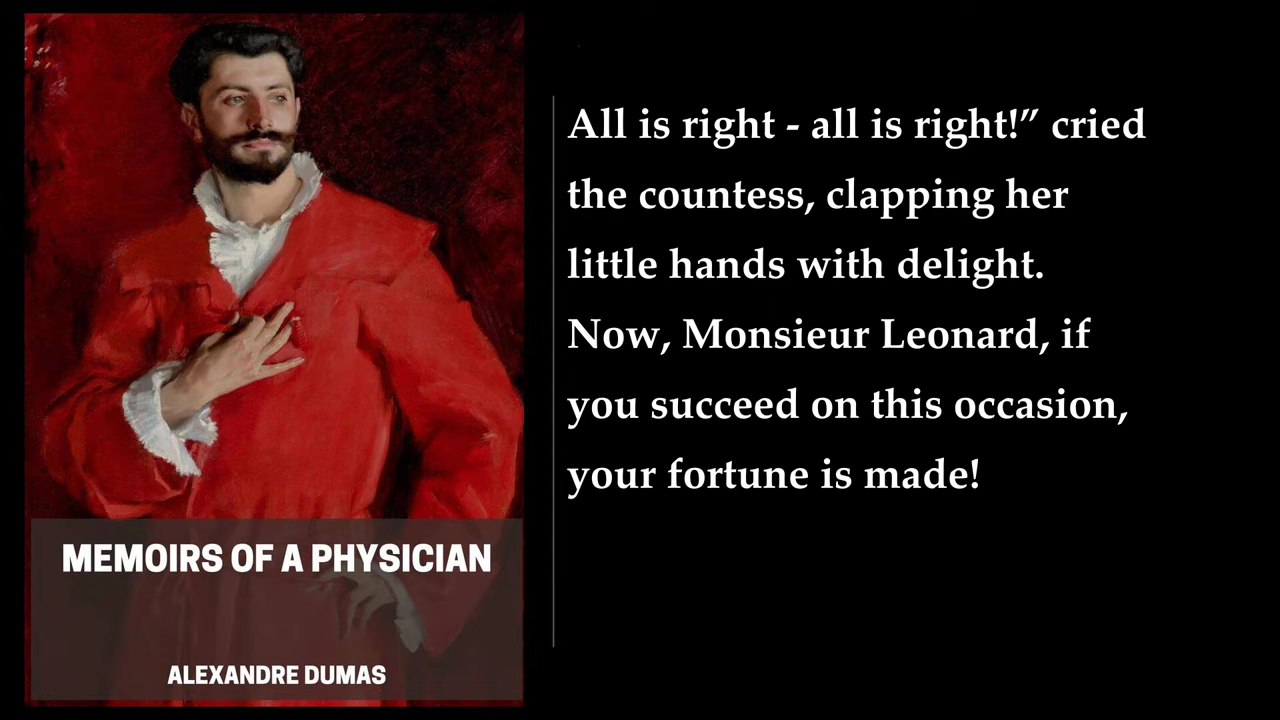 All is right - all is right!” cried
the countess, clapping her
little hands with delight.
Now, Monsieur Leonard, if
you succeed on this occasion,
your fortune is made!
MEMOIRS OF A PHYSICIAN
ALEXANDRE DUMAS